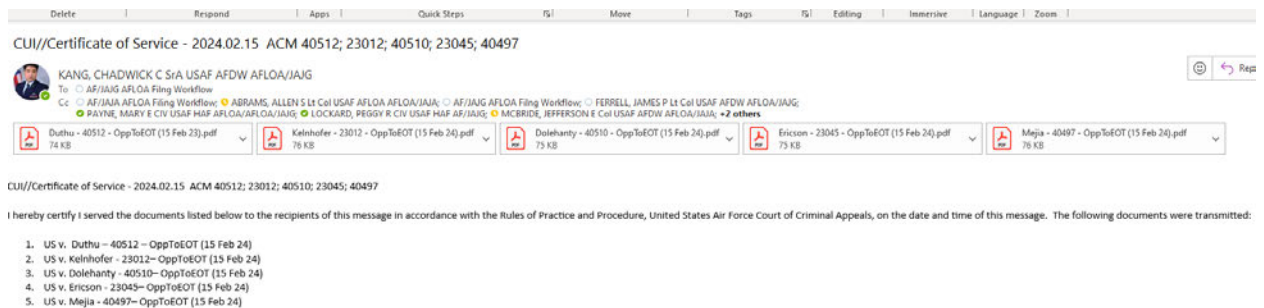 Delete Respond Apps Quick Steps Move Tags Editing Immersive Language Zoom
CUI//Certificate of Service - 2024.02.15 ACM 40512; 23012; 40510; 23045; 40497
KANG, CHADWICK C SrA USAF AFDW AFLOA/JAJG
To AF/JAJG AFLOA Filing Workflow
Cc AF/JAJA AFLOA Filing Workflow; ABRAMS, ALLEN S Lt Col USAF AFLOA AFLOA/JAJA; AF/JAJG AFLOA Filing Workflow; FERRELL, JAMES P Lt Col USAF AFDW AFLOA/JAJG;
PAYNE, MARY E CIV USAF HAF AFLOA/AFLOA/JAJG; LOCKARD, PEGGY R CIV USAF HAF AF/JAJG; MCBRIDE, JEFFERSON E Col USAF AFDW AFLOA/JAJA; +2 others
Duthu - 40512 - OppToEOT (15 Feb 23).pdf Kelnhofer - 23012 - OppToEOT (15 Feb 24).pdf Dolehanty - 40510 - OppToEOT (15 Feb 24).pdf Ericson - 23045 - OppToEOT (15 Feb 24).pdf Mejia - 40497 - OppToEOT (15 Feb 24).pdf
74 KB 76 KB 75 KB 75 KB 76 KB
CUI//Certificate of Service - 2024.02.15 ACM 40512; 23012; 40510; 23045; 40497
I hereby certify I served the documents listed below to the recipients of this message in accordance with the Rules of Practice and Procedure, United States Air Force Court of Criminal Appeals, on the date and time of this message. The following documents were transmitted:
1. US v. Duthu – 40512 – OppToEOT (15 Feb 24)
2. US v. Kelnhofer - 23012– OppToEOT (15 Feb 24)
3. US v. Dolehanty - 40510– OppToEOT (15 Feb 24)
4. US v. Ericson - 23045– OppToEOT (15 Feb 24)
5. US v. Mejia - 40497– OppToEOT (15 Feb 24)